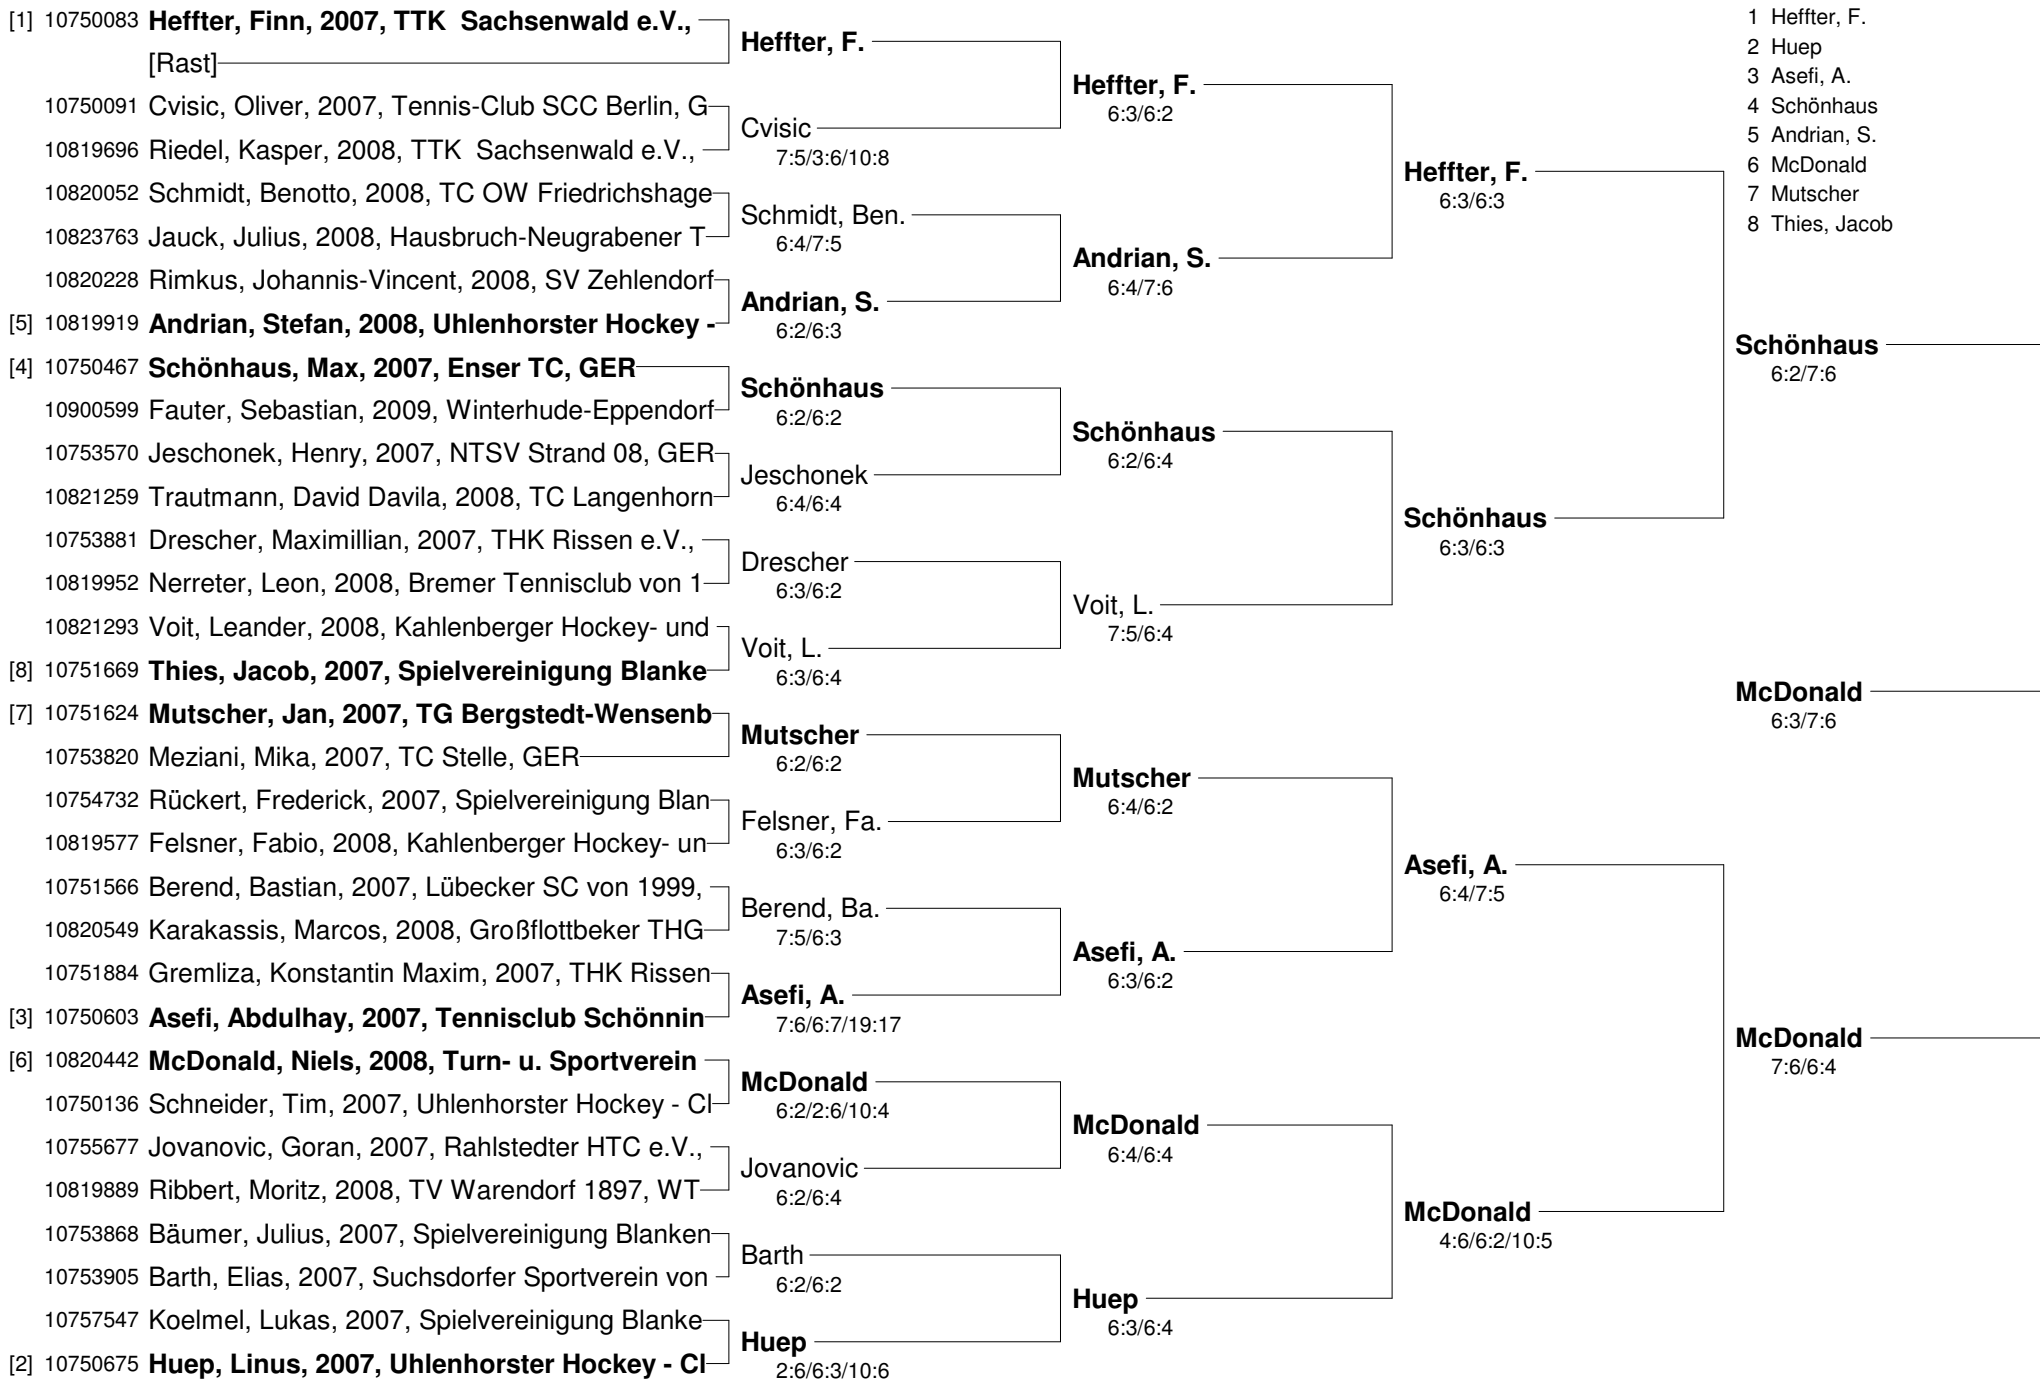 [1] 10750083 Heffter, Finn, 2007, TTK Sachsenwald e.V.,
[Rast]
10750091 Cvisic, Oliver, 2007, Tennis-Club SCC Berlin, G
10819696 Riedel, Kasper, 2008, TTK Sachsenwald e.V.,
10820052 Schmidt, Benotto, 2008, TC OW Friedrichshage
10823763 Jauck, Julius, 2008, Hausbruch-Neugrabener T
10820228 Rimkus, Johannis-Vincent, 2008, SV Zehlendorf
[5] 10819919 Andrian, Stefan, 2008, Uhlenhorster Hockey -
[4] 10750467 Schönhaus, Max, 2007, Enser TC, GER
10900599 Fauter, Sebastian, 2009, Winterhude-Eppendorf
10753570 Jeschonek, Henry, 2007, NTSV Strand 08, GER
10821259 Trautmann, David Davila, 2008, TC Langenhorn
10753881 Drescher, Maximillian, 2007, THK Rissen e.V.,
10819952 Nerreter, Leon, 2008, Bremer Tennisclub von 1
10821293 Voit, Leander, 2008, Kahlenberger Hockey- und
[8] 10751669 Thies, Jacob, 2007, Spielvereinigung Blanke
[7] 10751624 Mutscher, Jan, 2007, TG Bergstedt-Wensenb
10753820 Meziani, Mika, 2007, TC Stelle, GER
10754732 Rückert, Frederick, 2007, Spielvereinigung Blan
10819577 Felsner, Fabio, 2008, Kahlenberger Hockey- un
10751566 Berend, Bastian, 2007, Lübecker SC von 1999,
10820549 Karakassis, Marcos, 2008, Großflottbeker THG
10751884 Gremliza, Konstantin Maxim, 2007, THK Rissen
[3] 10750603 Asefi, Abdulhay, 2007, Tennisclub Schönnin
[6] 10820442 McDonald, Niels, 2008, Turn- u. Sportverein
10750136 Schneider, Tim, 2007, Uhlenhorster Hockey - Cl
10755677 Jovanovic, Goran, 2007, Rahlstedter HTC e.V.,
10819889 Ribbert, Moritz, 2008, TV Warendorf 1897, WT
10753868 Bäumer, Julius, 2007, Spielvereinigung Blanken
10753905 Barth, Elias, 2007, Suchsdorfer Sportverein von
10757547 Koelmel, Lukas, 2007, Spielvereinigung Blanke
[2] 10750675 Huep, Linus, 2007, Uhlenhorster Hockey - Cl
Heffter, F.
Cvisic
7:5/3:6/10:8
Schmidt, Ben.
6:4/7:5
Andrian, S.
6:2/6:3
Schönhaus
6:2/6:2
Jeschonek
6:4/6:4
Drescher
6:3/6:2
Voit, L.
6:3/6:4
Mutscher
6:2/6:2
Felsner, Fa.
6:3/6:2
Berend, Ba.
7:5/6:3
Asefi, A.
7:6/6:7/19:17
McDonald
6:2/2:6/10:4
Jovanovic
6:2/6:4
Barth
6:2/6:2
Huep
2:6/6:3/10:6
Heffter, F.
6:3/6:2
Andrian, S.
6:4/7:6
Schönhaus
6:2/6:4
Voit, L.
7:5/6:4
Mutscher
6:4/6:2
Asefi, A.
6:3/6:2
McDonald
6:4/6:4
Huep
6:3/6:4
Heffter, F.
6:3/6:3
Schönhaus
6:3/6:3
Asefi, A.
6:4/7:5
McDonald
4:6/6:2/10:5
1 Heffter, F.
2 Huep
3 Asefi, A.
4 Schönhaus
5 Andrian, S.
6 McDonald
7 Mutscher
8 Thies, Jacob
Schönhaus
6:2/7:6
McDonald
6:3/7:6
McDonald
7:6/6:4